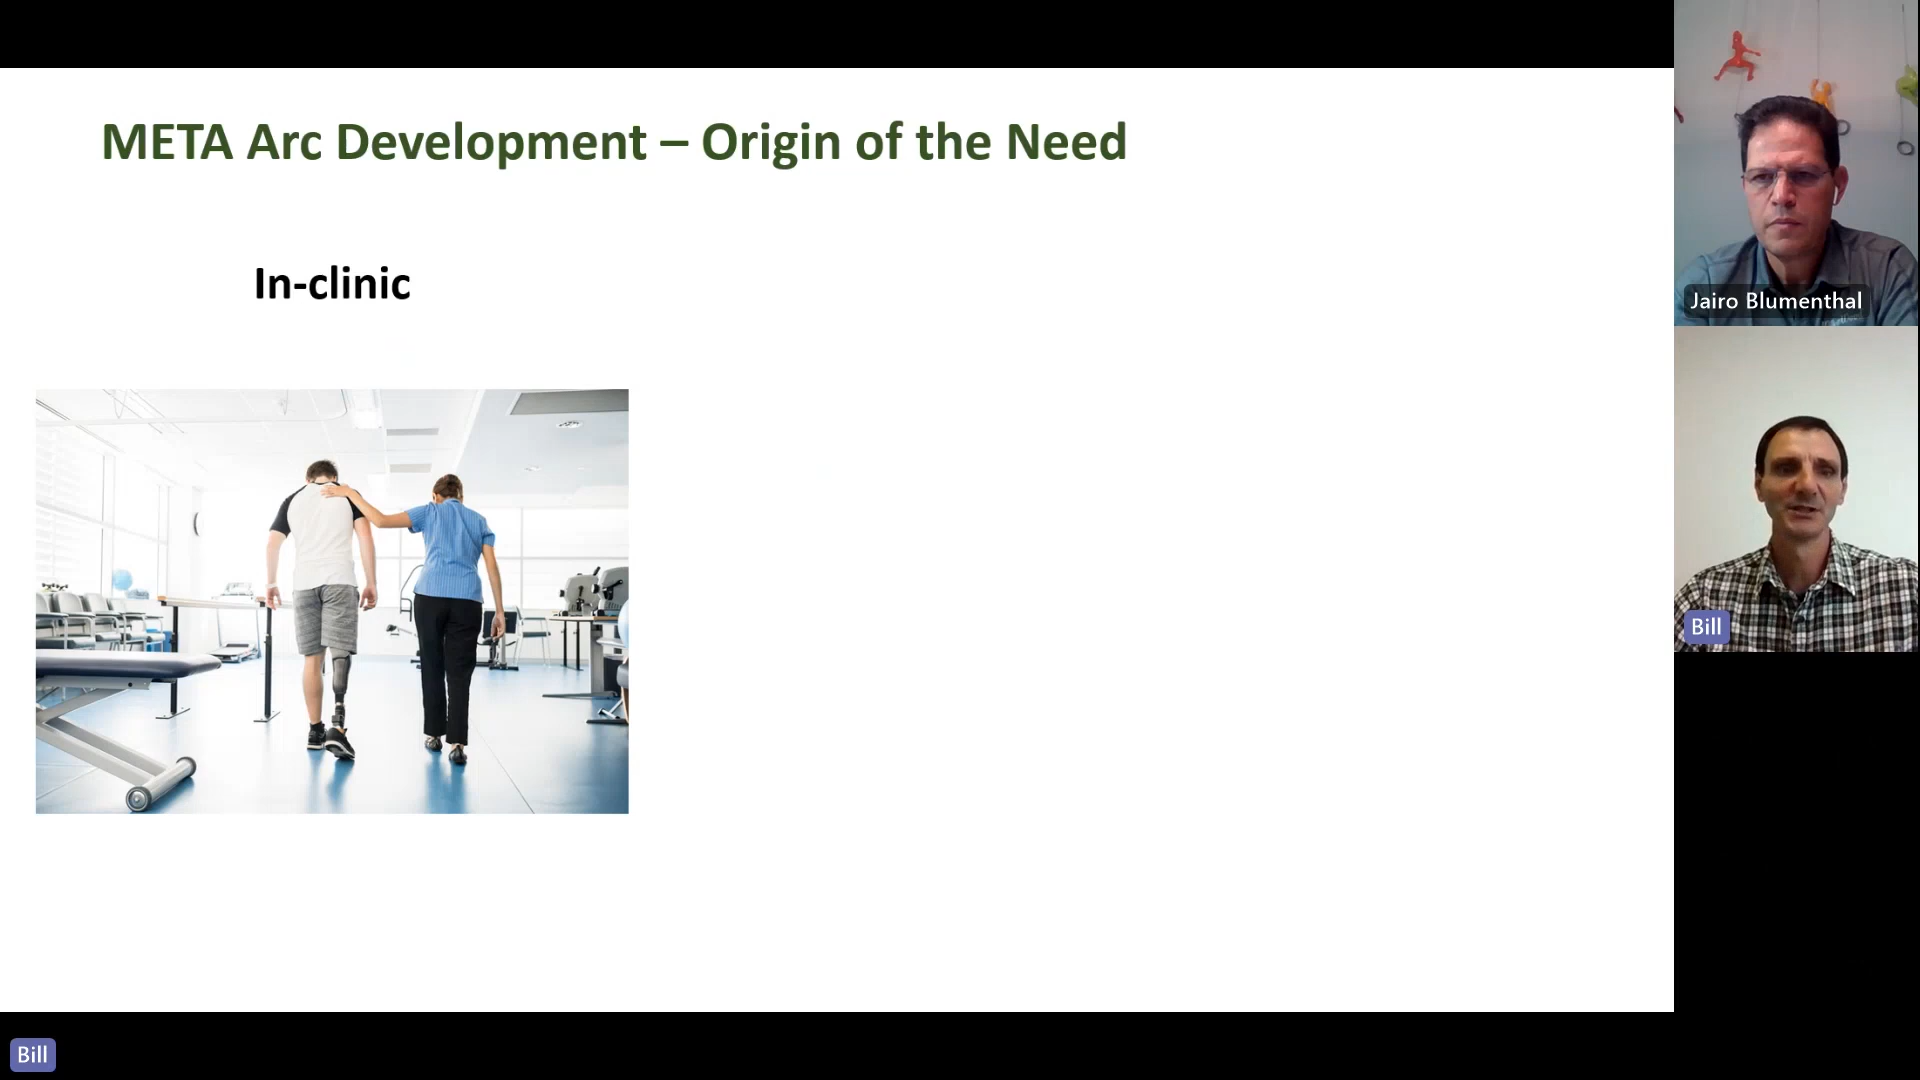 META Arc Development – Origin of the Need
In-clinic
Jairo Blumenthal
Bill
Bill